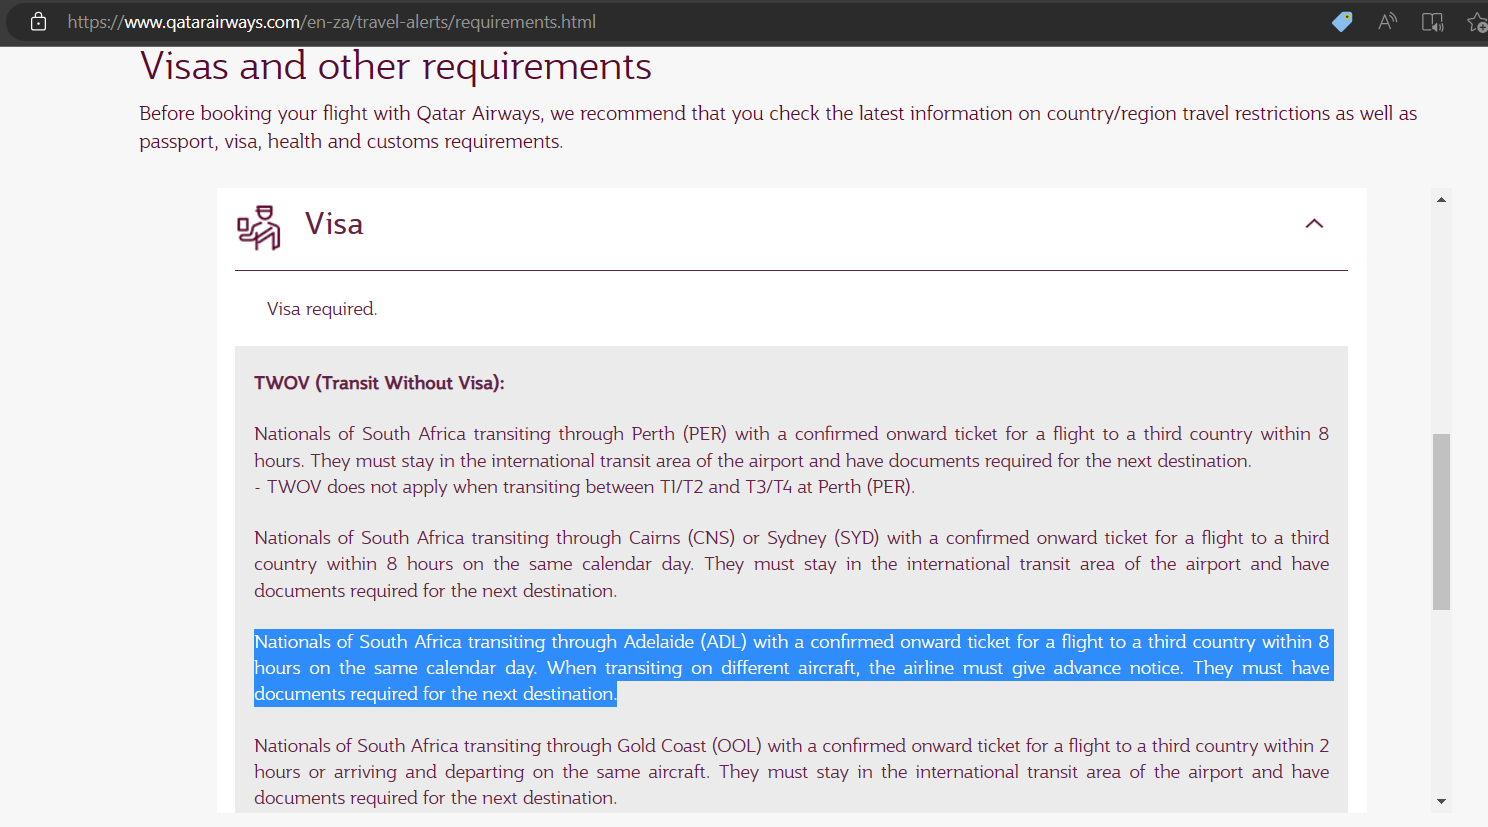 https://www.qatarairways.com/en-za/travel-alerts/requirements.html
Visas and other requirements
Before booking your flight with Qatar Airways, we recommend that you check the latest information on country/region travel restrictions as well as
passport, visa, health and customs requirements.
Visa
Visa required.
TWOV (Transit Without Visa):
Nationals of South Africa transiting through Perth (PER) with a confirmed onward ticket for a flight to a third country within 8
hours. They must stay in the international transit area of the airport and have documents required for the next destination.
- TWOV does not apply when transiting between T1/T2 and T3/T4 at Perth (PER).
Nationals of South Africa transiting through Cairns (CNS) or Sydney (SYD) with a confirmed onward ticket for a flight to a third
country within 8 hours on the same calendar day. They must stay in the international transit area of the airport and have
documents required for the next destination.
Nationals of South Africa transiting through Adelaide (ADL) with a confirmed onward ticket for a flight to a third country within 8
hours on the same calendar day. When transiting on different aircraft, the airline must give advance notice. They must have
documents required for the next destination.
Nationals of South Africa transiting through Gold Coast (OOL) with a confirmed onward ticket for a flight to a third country within 2
hours or arriving and departing on the same aircraft. They must stay in the international transit area of the airport and have
documents required for the next destination.